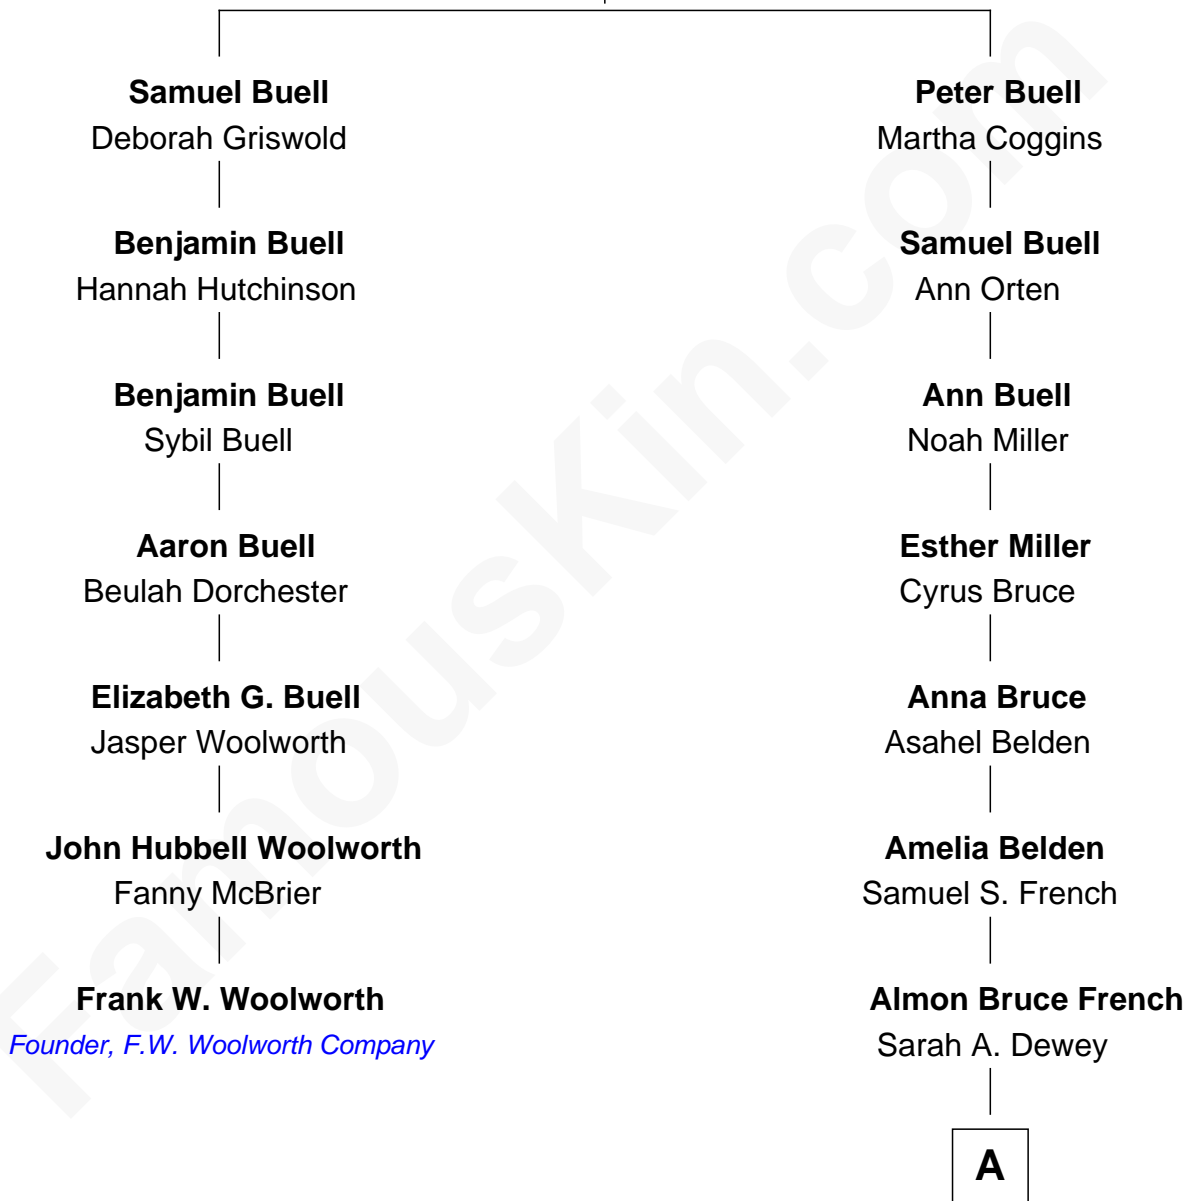 Samuel Buell
Deborah Griswold
Benjamin Buell
Hannah Hutchinson
Benjamin Buell
Sybil Buell
Aaron Buell
Beulah Dorchester
Elizabeth G. Buell
Jasper Woolworth
John Hubbell Woolworth
Fanny McBrier
Frank W. Woolworth
Founder, F.W. Woolworth Company
Peter Buell
Martha Coggins
Samuel Buell
Ann Orten
Ann Buell
Noah Miller
Esther Miller
Cyrus Bruce
Anna Bruce
Asahel Belden
Amelia Belden
Samuel S. French
Almon Bruce French
Sarah A. Dewey
A
FamousKin.com